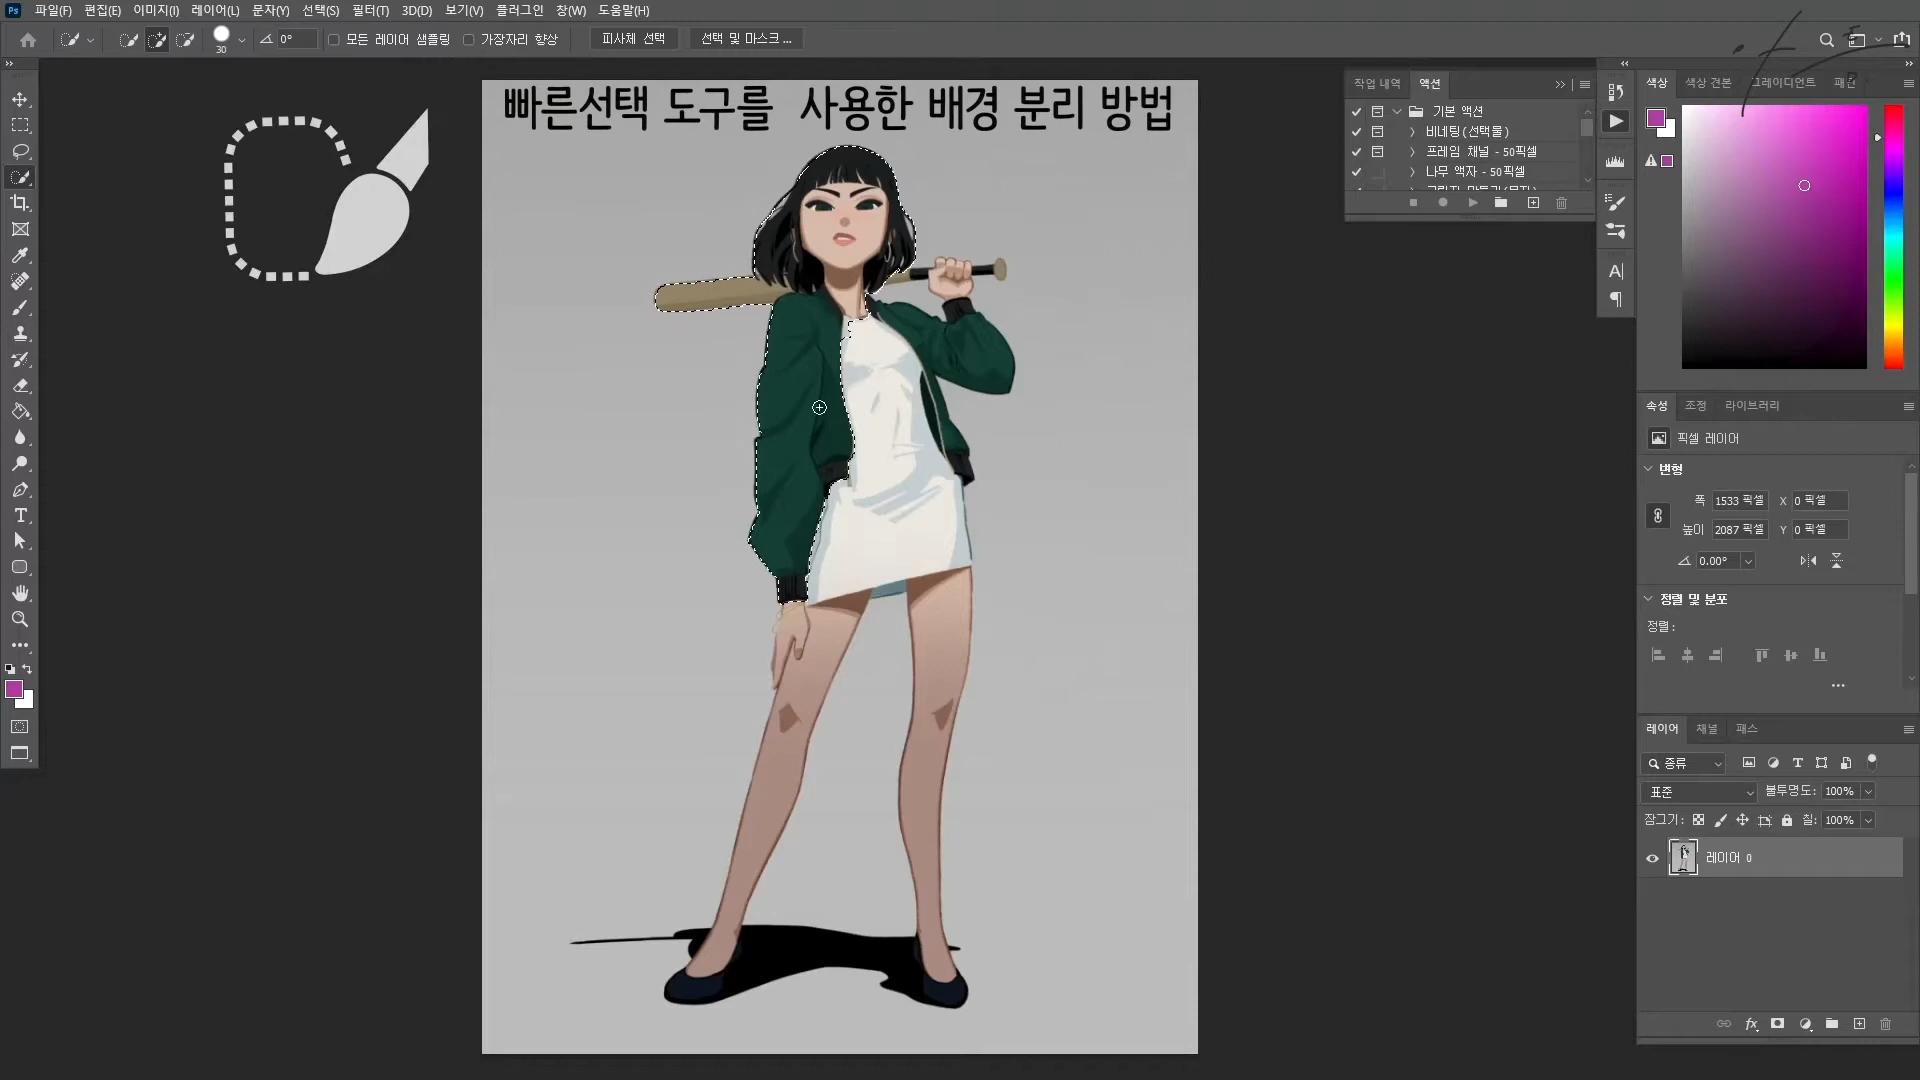 Ps 파일(F) 편집(E) 이미지(I) 레이어(L) 문자(Y) 선택(S) 필터(T) 3D(D) 보기(V) 플러그인 창(W) 도움말(H)
30 0° 모든 레이어 샘플링 가장자리 향상 피사체 선택 선택 및 마스크...
빠른선택 도구를 사용한 배경 분리 방법
작업 내역 액션
기본 액션
비네팅(선택물)
프레임 채널 - 50픽셀
나무 액자 - 50픽셀
색상 색상 견본 그레이디언트 패턴
속성 조정 라이브러리
픽셀 레이어
변형
폭 1533 픽셀 X 0 픽셀
높이 2087 픽셀 Y 0 픽셀
0.00°
정렬 및 분포
정렬:
레이어 채널 패스
종류
표준 불투명도: 100%
잠그기: 칠: 100%
레이어 0
fx